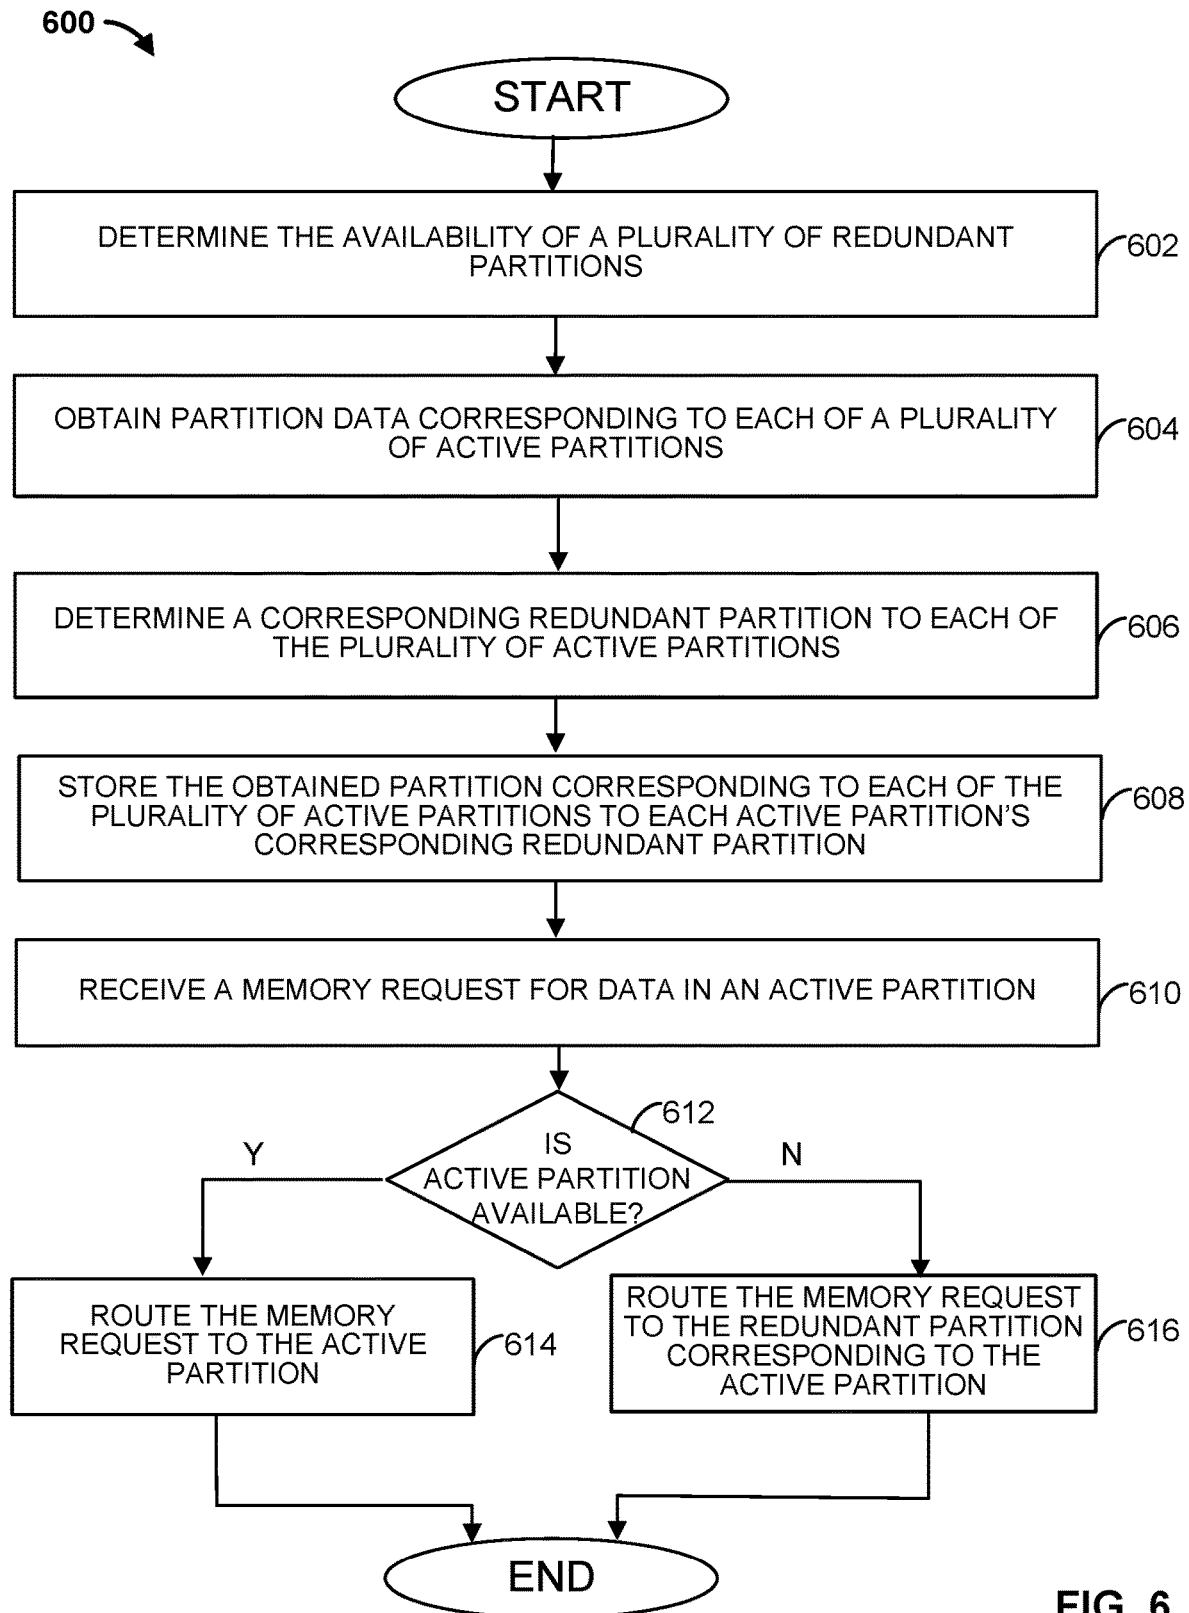 600
START
DETERMINE THE AVAILABILITY OF A PLURALITY OF REDUNDANT
PARTITIONS
602
OBTAIN PARTITION DATA CORRESPONDING TO EACH OF A PLURALITY
OF ACTIVE PARTITIONS
604
DETERMINE A CORRESPONDING REDUNDANT PARTITION TO EACH OF
THE PLURALITY OF ACTIVE PARTITIONS
606
STORE THE OBTAINED PARTITION CORRESPONDING TO EACH OF THE
PLURALITY OF ACTIVE PARTITIONS TO EACH ACTIVE PARTITION'S
CORRESPONDING REDUNDANT PARTITION
608
RECEIVE A MEMORY REQUEST FOR DATA IN AN ACTIVE PARTITION
610
612
IS
ACTIVE PARTITION
AVAILABLE?
Y
N
ROUTE THE MEMORY
REQUEST TO THE ACTIVE
PARTITION
614
ROUTE THE MEMORY REQUEST
TO THE REDUNDANT PARTITION
CORRESPONDING TO THE
ACTIVE PARTITION
616
END
FIG. 6